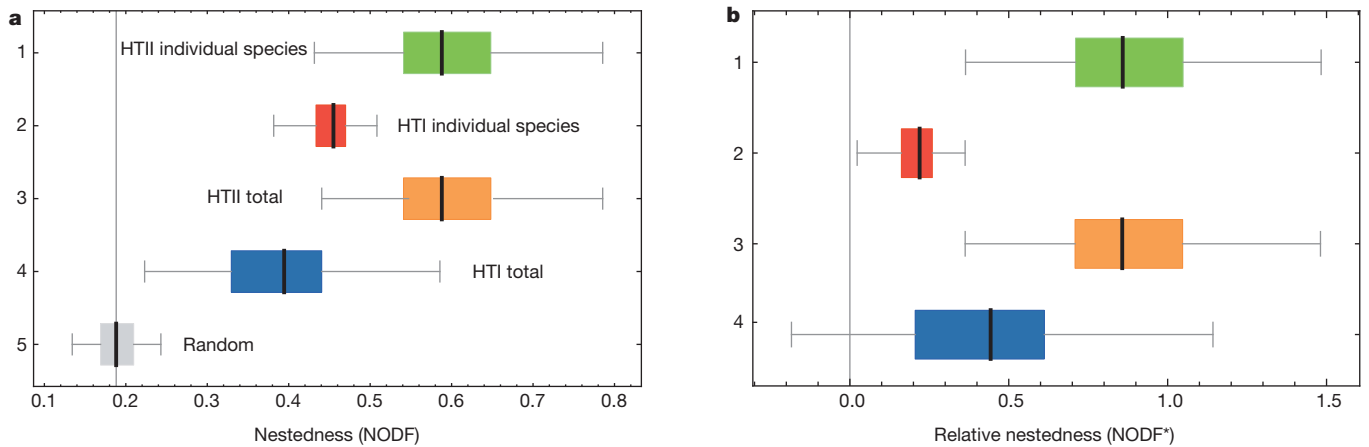 a
1
HTII individual species
2
HTI individual species
3
HTII total
4
HTI total
5
Random
0.1 0.2 0.3 0.4 0.5 0.6 0.7 0.8
Nestedness (NODF)
b
1
2
3
4
0.0 0.5 1.0 1.5
Relative nestedness (NODF*)